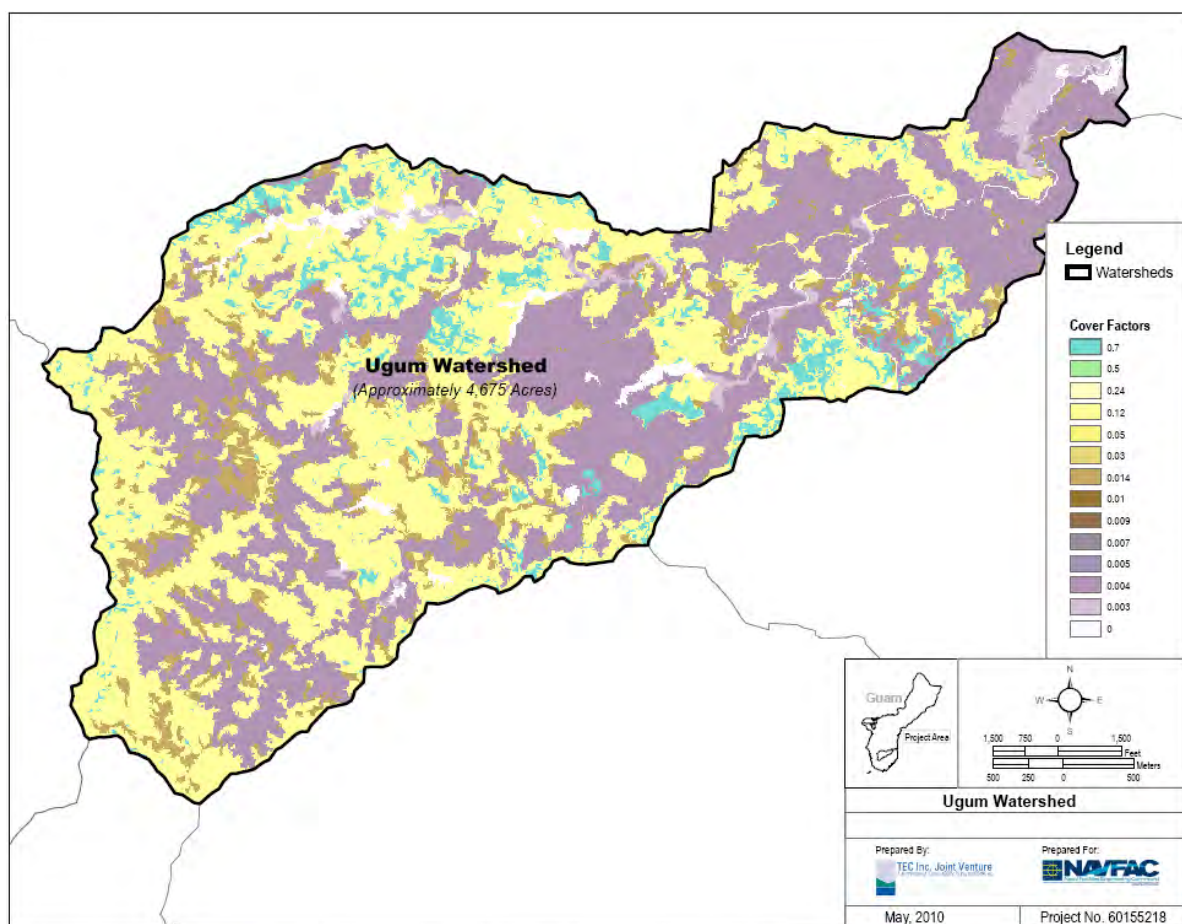 Ugum Watershed
(Approximately 4,675 Acres)
Legend
Watersheds
Cover Factors
0.7
0.5
0.24
0.12
0.05
0.03
0.014
0.01
0.009
0.007
0.005
0.004
0.003
0
Guam
Project Area
N
W E
S
1,500 750 0 1,500
Feet
Meters
500 250 0 500
Ugum Watershed
Prepared By:
TEC Inc. Joint Venture
Prepared For:
NAVFAC
May, 2010
Project No. 60155218